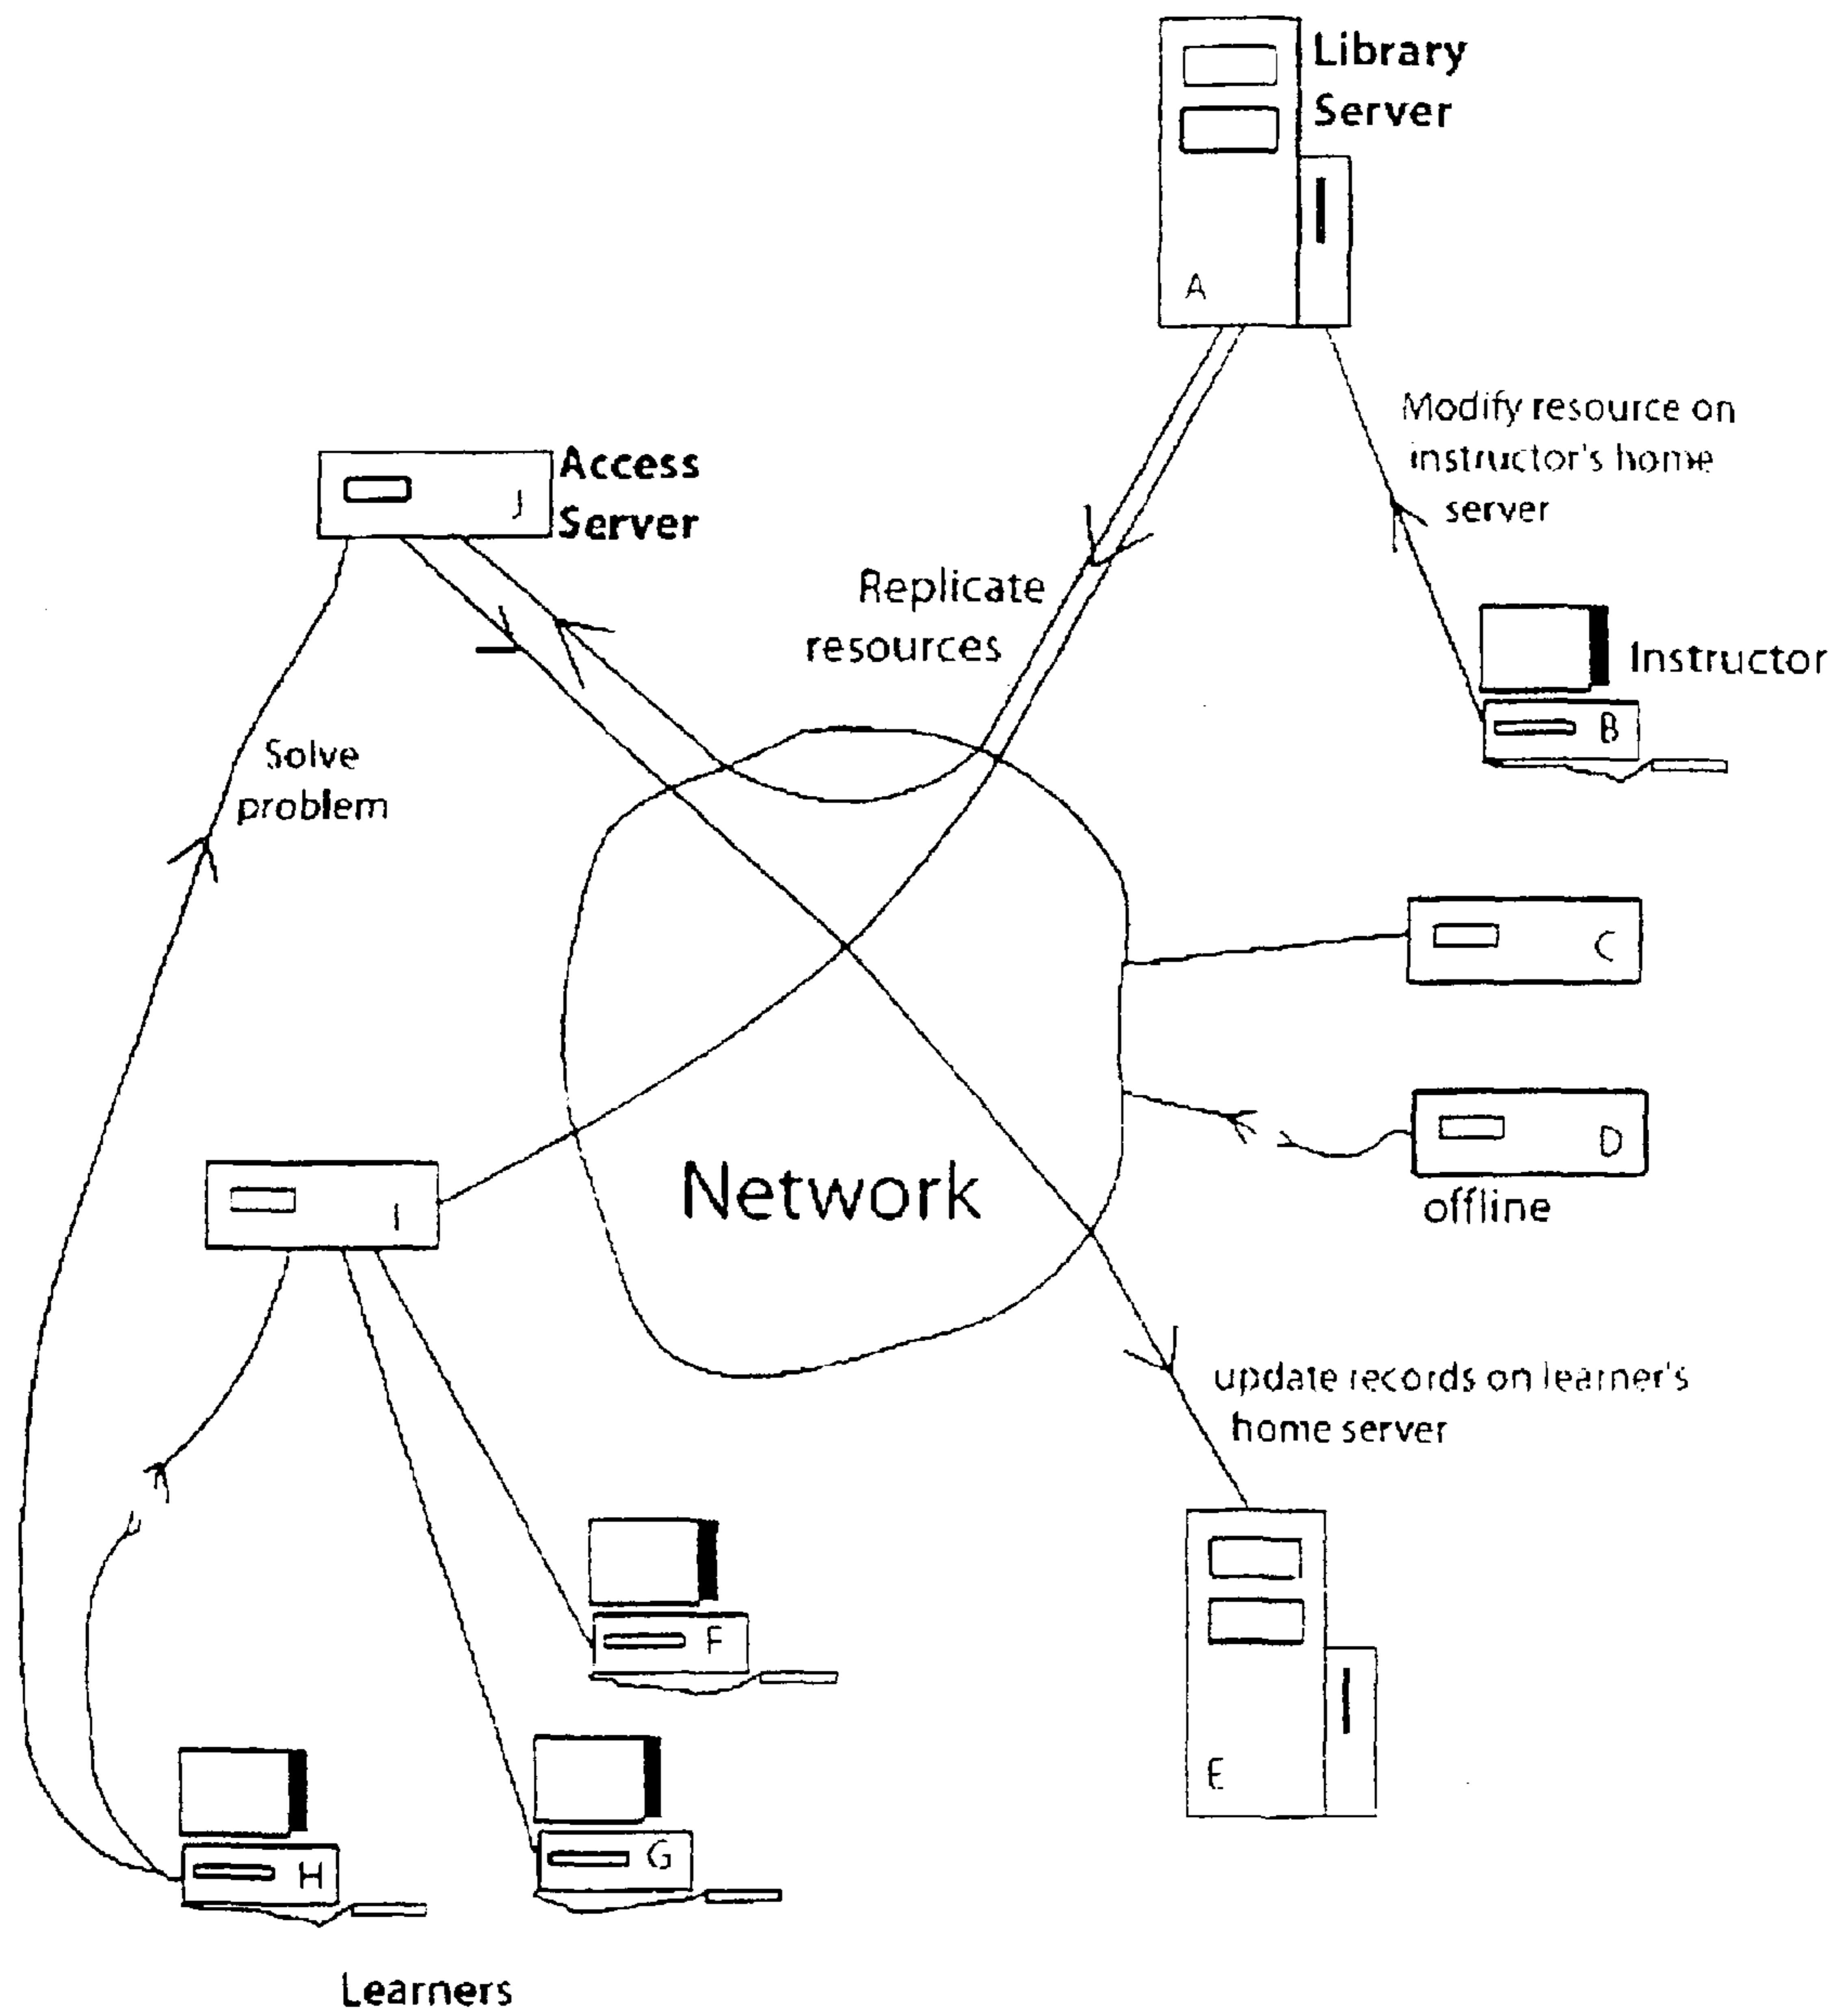 Library
Server
A
Modify resource on
instructor's home
server
Access
Server
J
Replicate
resources
Instructor
B
Solve
problem
C
D
offline
Network
I
update records on learner's
home server
F
G
E
H
Learners